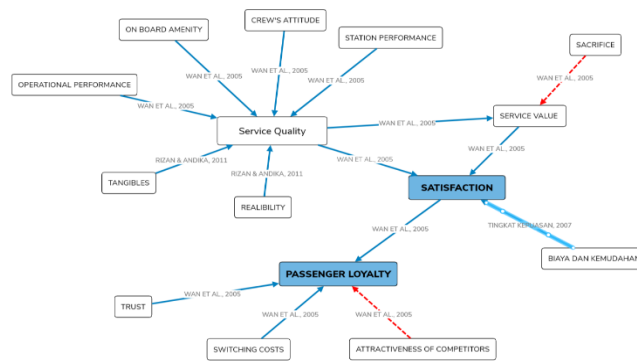 ON BOARD AMENITY
CREW'S ATTITUDE
STATION PERFORMANCE
SACRIFICE
WAN ET AL., 2005
WAN ET AL., 2005
WAN ET AL., 2005
WAN ET AL., 2005
OPERATIONAL PERFORMANCE
WAN ET AL., 2005
Service Quality
WAN ET AL., 2005
SERVICE VALUE
RIZAN & ANDIKA, 2011
WAN ET AL., 2005
WAN ET AL., 2005
RIZAN & ANDIKA, 2011
TANGIBLES
SATISFACTION
REALIBILITY
WAN ET AL., 2005
TINGKAT KEPUASAN, 2007
BIAYA DAN KEMUDAHAN
PASSENGER LOYALTY
WAN ET AL., 2005
TRUST
WAN ET AL., 2005
WAN ET AL., 2005
SWITCHING COSTS
ATTRACTIVENESS OF COMPETITORS